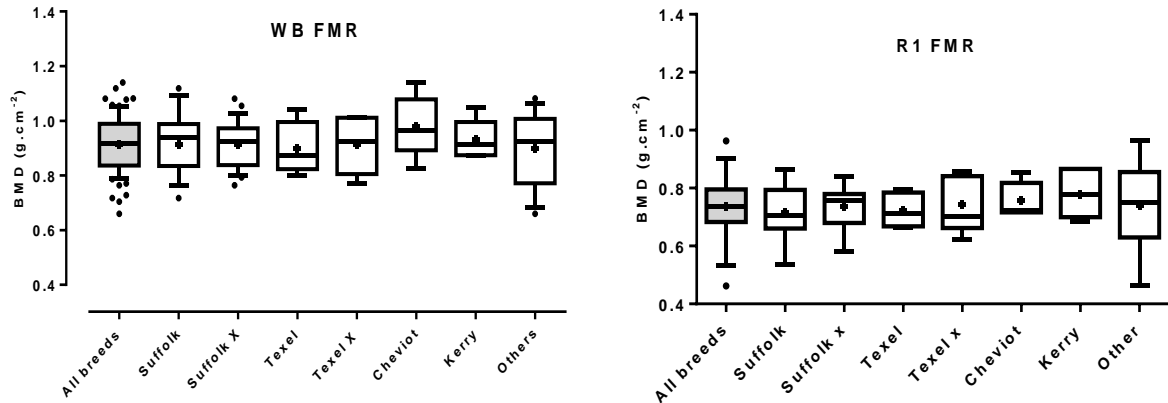 WB FMR
BMD (g.cm-2)
1.4
1.2
1.0
0.8
0.6
0.4
All breeds
Suffolk
Suffolk X
Texel
Texel X
Cheviot
Kerry
Others
R1 FMR
BMD (g.cm-2)
1.4
1.2
1.0
0.8
0.6
0.4
All breeds
Suffolk
Suffolk x
Texel
Texel x
Cheviot
Kerry
Other